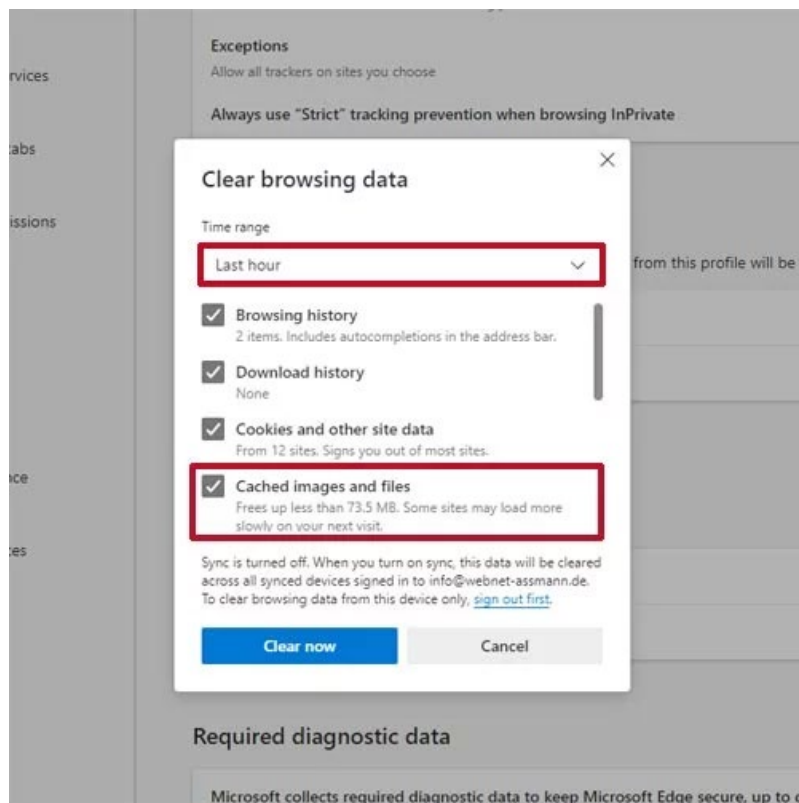 Exceptions
Allow all trackers on sites you choose
Always use "Strict" tracking prevention when browsing InPrivate
rvices
tabs
issions
nce
ces
from this profile will be
Clear browsing data
Time range
Last hour
Browsing history
2 items. Includes autocompletions in the address bar.
Download history
None
Cookies and other site data
From 12 sites. Signs you out of most sites.
Cached images and files
Frees up less than 73.5 MB. Some sites may load more
slowly on your next visit.
Sync is turned off. When you turn on sync, this data will be cleared
across all synced devices signed in to info@webnet-assmann.de.
To clear browsing data from this device only, sign out first.
Clear now
Cancel
Required diagnostic data
Microsoft collects required diagnostic data to keep Microsoft Edge secure, up to